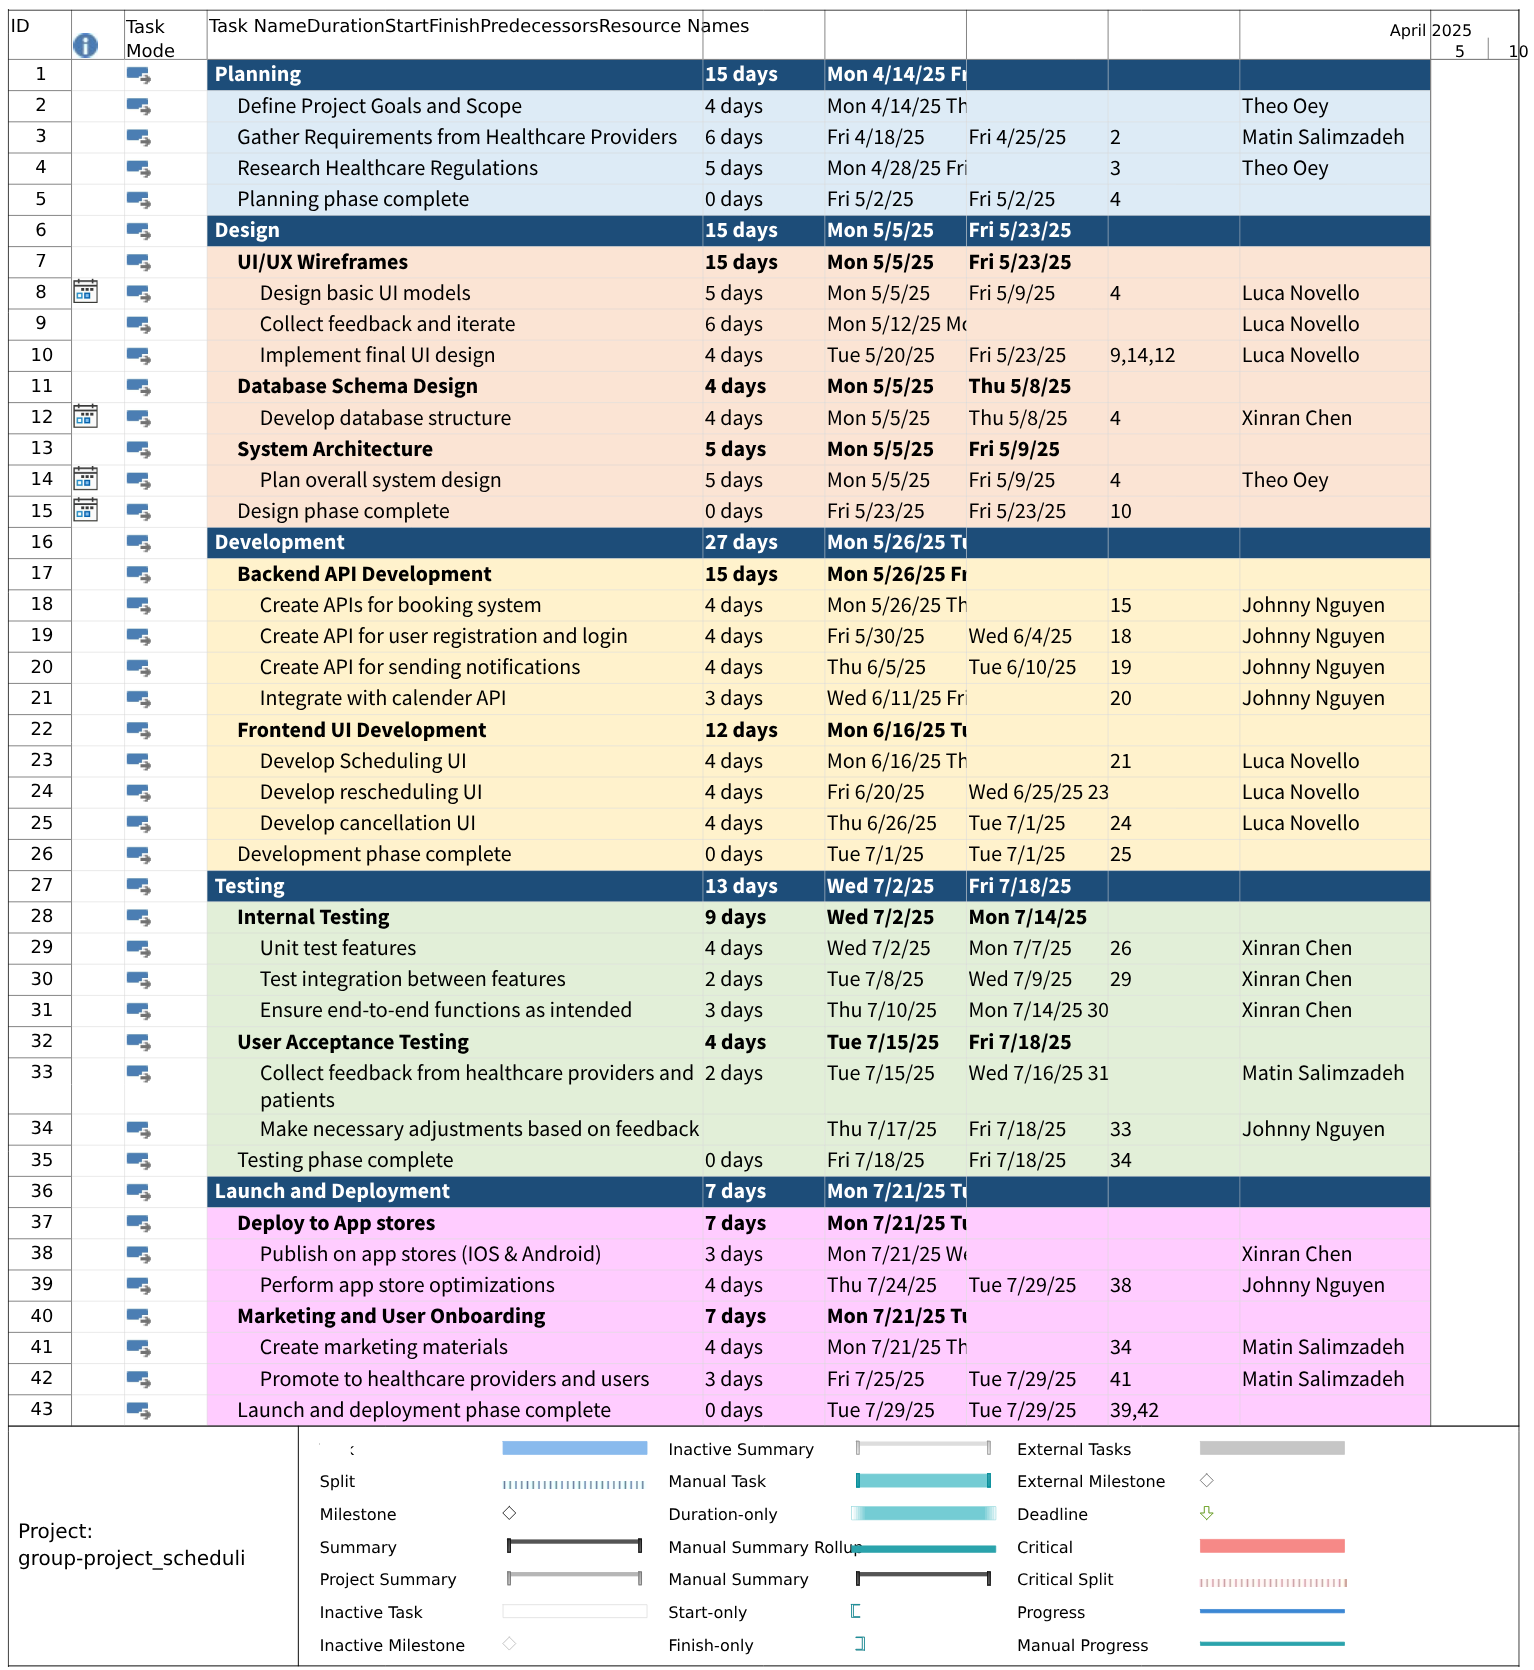 ID Task Mode Task NameDurationStartFinishPredecessorsResource Names April 2025
5 10
1 Planning 15 days Mon 4/14/25 Fr
2 Define Project Goals and Scope 4 days Mon 4/14/25 Th Theo Oey
3 Gather Requirements from Healthcare Providers 6 days Fri 4/18/25 Fri 4/25/25 2 Matin Salimzadeh
4 Research Healthcare Regulations 5 days Mon 4/28/25 Fri 3 Theo Oey
5 Planning phase complete 0 days Fri 5/2/25 Fri 5/2/25 4
6 Design 15 days Mon 5/5/25 Fri 5/23/25
7 UI/UX Wireframes 15 days Mon 5/5/25 Fri 5/23/25
8 Design basic UI models 5 days Mon 5/5/25 Fri 5/9/25 4 Luca Novello
9 Collect feedback and iterate 6 days Mon 5/12/25 Mo Luca Novello
10 Implement final UI design 4 days Tue 5/20/25 Fri 5/23/25 9,14,12 Luca Novello
11 Database Schema Design 4 days Mon 5/5/25 Thu 5/8/25
12 Develop database structure 4 days Mon 5/5/25 Thu 5/8/25 4 Xinran Chen
13 System Architecture 5 days Mon 5/5/25 Fri 5/9/25
14 Plan overall system design 5 days Mon 5/5/25 Fri 5/9/25 4 Theo Oey
15 Design phase complete 0 days Fri 5/23/25 Fri 5/23/25 10
16 Development 27 days Mon 5/26/25 Tu
17 Backend API Development 15 days Mon 5/26/25 Fr
18 Create APIs for booking system 4 days Mon 5/26/25 Th 15 Johnny Nguyen
19 Create API for user registration and login 4 days Fri 5/30/25 Wed 6/4/25 18 Johnny Nguyen
20 Create API for sending notifications 4 days Thu 6/5/25 Tue 6/10/25 19 Johnny Nguyen
21 Integrate with calender API 3 days Wed 6/11/25 Fri 20 Johnny Nguyen
22 Frontend UI Development 12 days Mon 6/16/25 Tu
23 Develop Scheduling UI 4 days Mon 6/16/25 Th 21 Luca Novello
24 Develop rescheduling UI 4 days Fri 6/20/25 Wed 6/25/25 23 Luca Novello
25 Develop cancellation UI 4 days Thu 6/26/25 Tue 7/1/25 24 Luca Novello
26 Development phase complete 0 days Tue 7/1/25 Tue 7/1/25 25
27 Testing 13 days Wed 7/2/25 Fri 7/18/25
28 Internal Testing 9 days Wed 7/2/25 Mon 7/14/25
29 Unit test features 4 days Wed 7/2/25 Mon 7/7/25 26 Xinran Chen
30 Test integration between features 2 days Tue 7/8/25 Wed 7/9/25 29 Xinran Chen
31 Ensure end-to-end functions as intended 3 days Thu 7/10/25 Mon 7/14/25 30 Xinran Chen
32 User Acceptance Testing 4 days Tue 7/15/25 Fri 7/18/25
33 Collect feedback from healthcare providers and 2 days Tue 7/15/25 Wed 7/16/25 31 Matin Salimzadeh
patients
34 Make necessary adjustments based on feedback Thu 7/17/25 Fri 7/18/25 33 Johnny Nguyen
35 Testing phase complete 0 days Fri 7/18/25 Fri 7/18/25 34
36 Launch and Deployment 7 days Mon 7/21/25 Tu
37 Deploy to App stores 7 days Mon 7/21/25 Tu
38 Publish on app stores (IOS & Android) 3 days Mon 7/21/25 We Xinran Chen
39 Perform app store optimizations 4 days Thu 7/24/25 Tue 7/29/25 38 Johnny Nguyen
40 Marketing and User Onboarding 7 days Mon 7/21/25 Tu
41 Create marketing materials 4 days Mon 7/21/25 Th 34 Matin Salimzadeh
42 Promote to healthcare providers and users 3 days Fri 7/25/25 Tue 7/29/25 41 Matin Salimzadeh
43 Launch and deployment phase complete 0 days Tue 7/29/25 Tue 7/29/25 39,42
Project:
group-project_scheduli
Inactive Summary External Tasks
Split Manual Task External Milestone
Milestone Duration-only Deadline
Summary Manual Summary Rollup Critical
Project Summary Manual Summary Critical Split
Inactive Task Start-only Progress
Inactive Milestone Finish-only Manual Progress